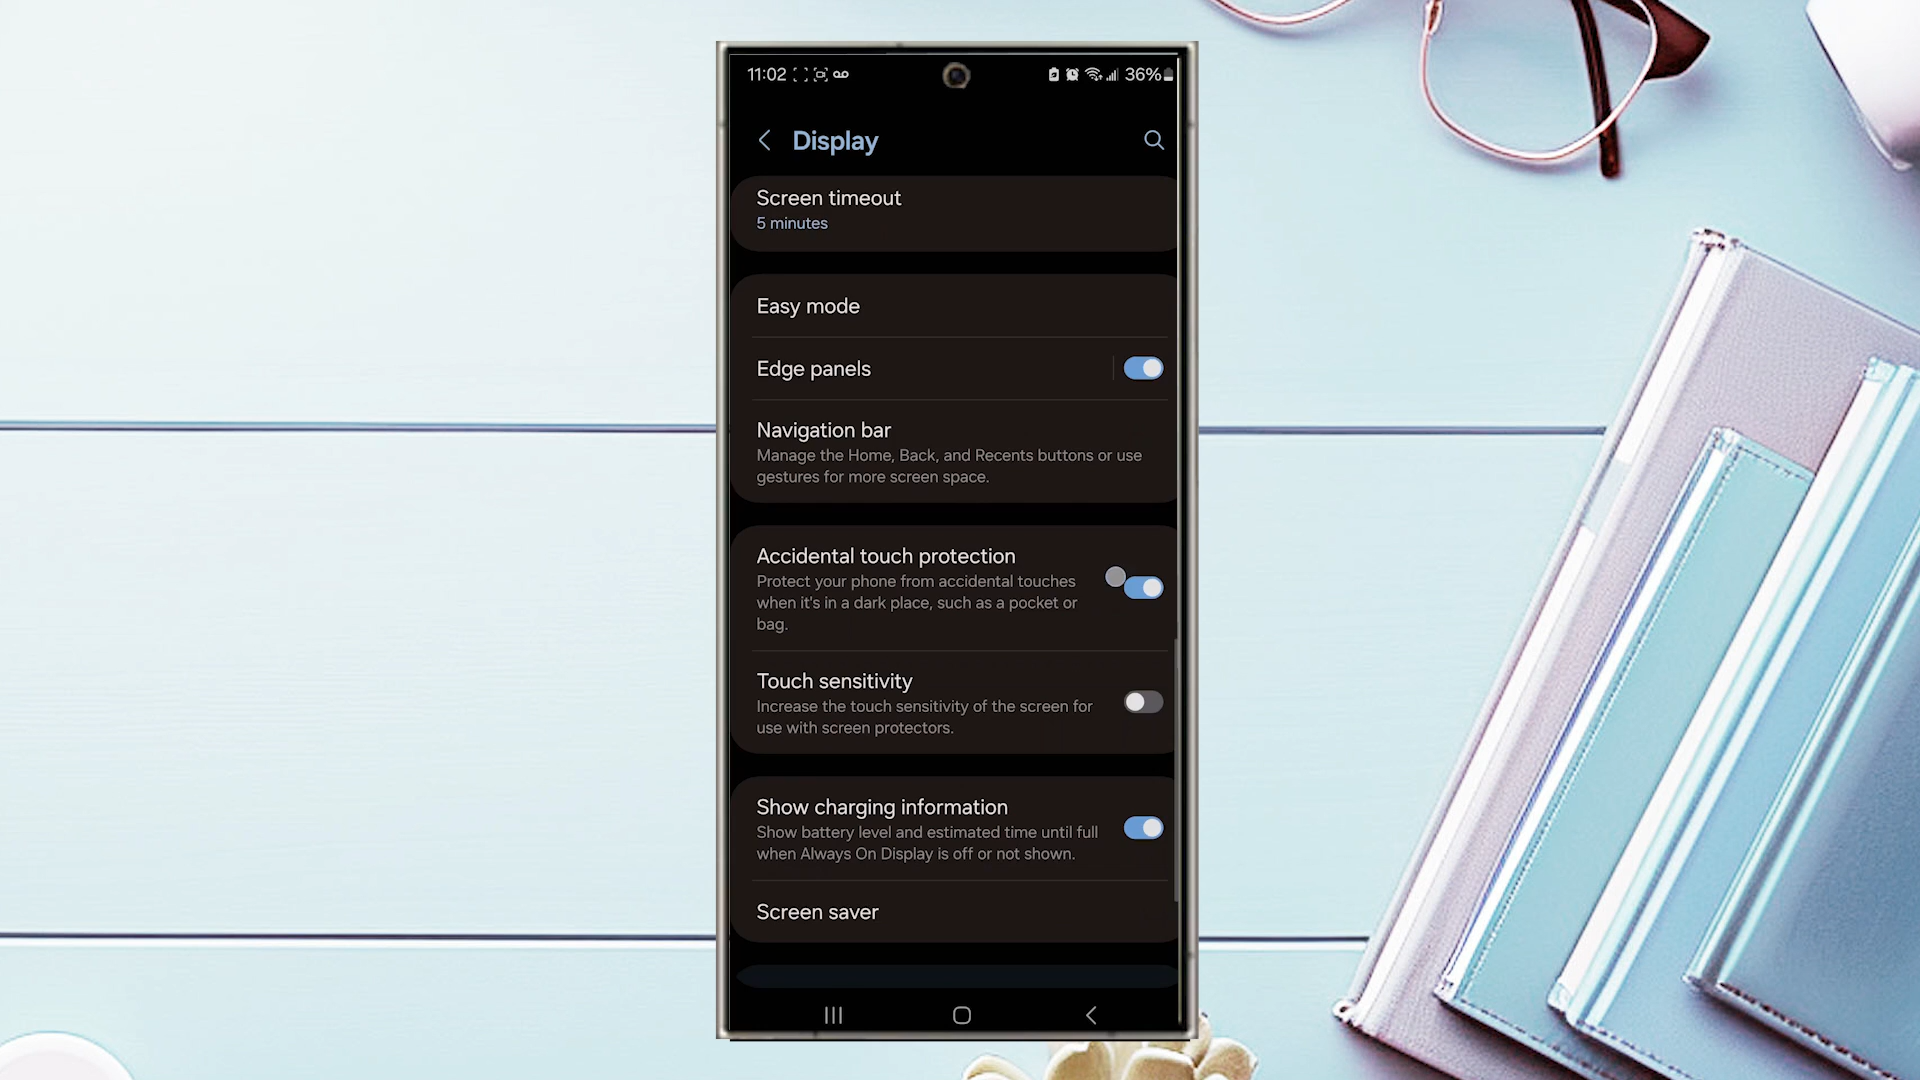 11:02
36%
Display
Screen timeout
5 minutes
Easy mode
Edge panels
Navigation bar
Manage the Home, Back, and Recents buttons or use
gestures for more screen space.
Accidental touch protection
Protect your phone from accidental touches
when it's in a dark place, such as a pocket or
bag.
Touch sensitivity
Increase the touch sensitivity of the screen for
use with screen protectors.
Show charging information
Show battery level and estimated time until full
when Always On Display is off or not shown.
Screen saver